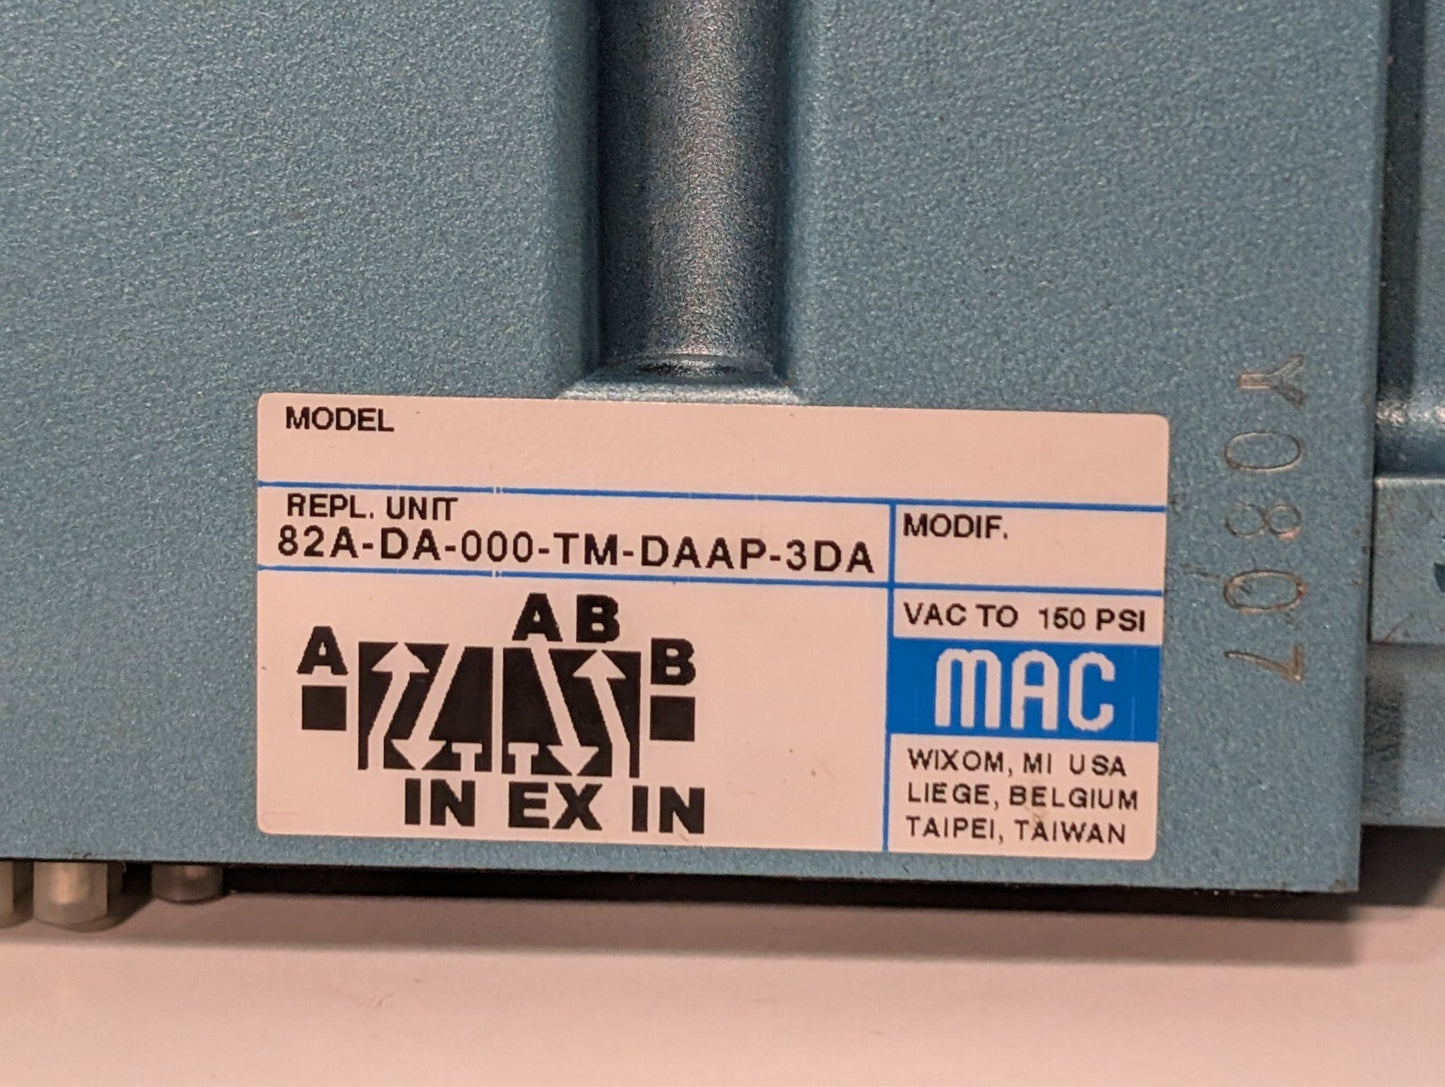 MODEL
REPL. UNIT
82A-DA-000-TM-DAAP-3DA
MODIF.
VAC TO 150 PSI
A B
A
B
IN EX IN
MAC
WIXOM, MI USA
LIEGE, BELGIUM
TAIPEI, TAIWAN
Y0807